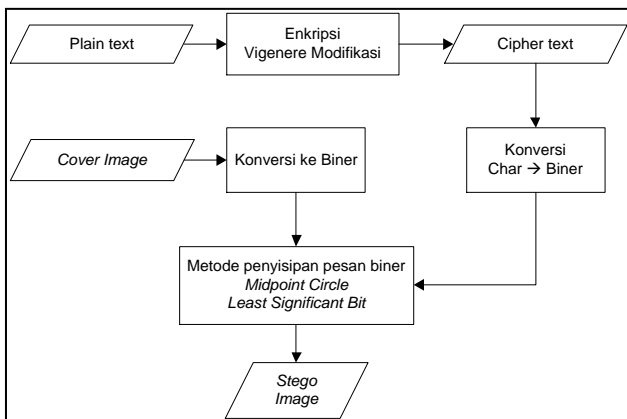 Plain text
Enkripsi
Vigenere Modifikasi
Cipher text
Cover Image
Konversi ke Biner
Konversi
Char → Biner
Metode penyisipan pesan biner
Midpoint Circle
Least Significant Bit
Stego
Image